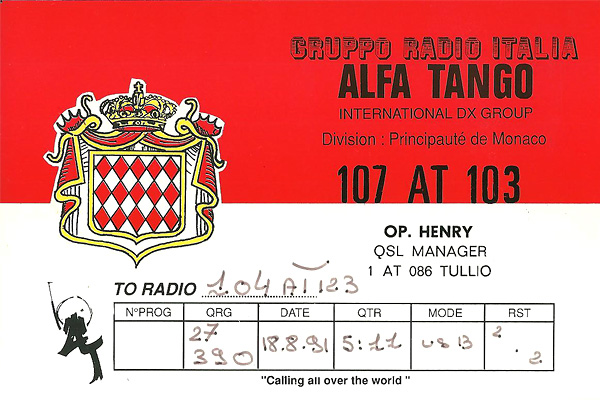 GRUPPO RADIO ITALIA
ALFA TANGO
INTERNATIONAL DX GROUP
Division : Principauté de Monaco
107 AT 103
OP. HENRY
QSL MANAGER
1 AT 086 TULLIO
TO RADIO 104 AT 123
N°PROG QRG DATE QTR MODE RST
27 390 18.8.91 5:11 USB 2 . 2
AT
"Calling all over the world "